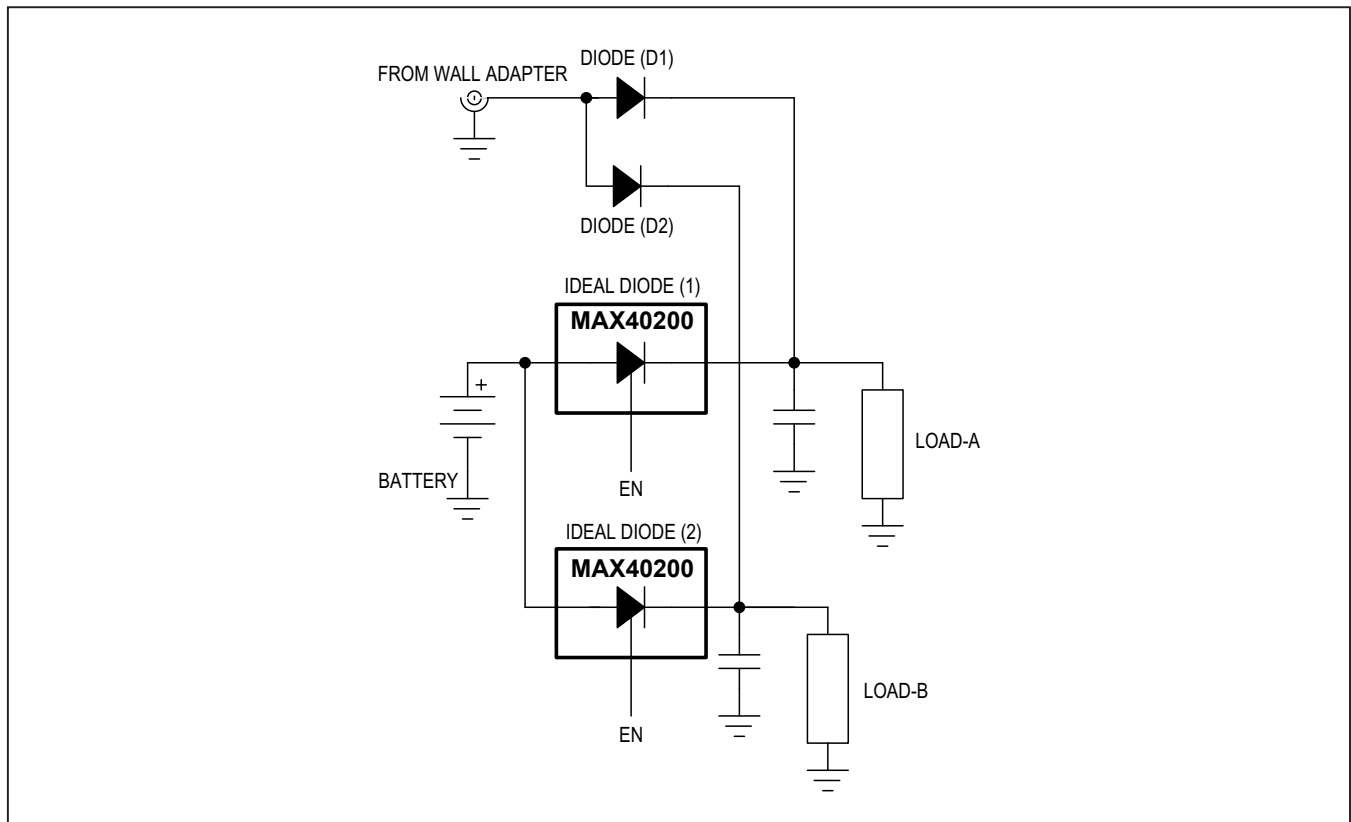 DIODE (D1)
FROM WALL ADAPTER
DIODE (D2)
IDEAL DIODE (1)
MAX40200
+
BATTERY
EN
LOAD-A
IDEAL DIODE (2)
MAX40200
EN
LOAD-B